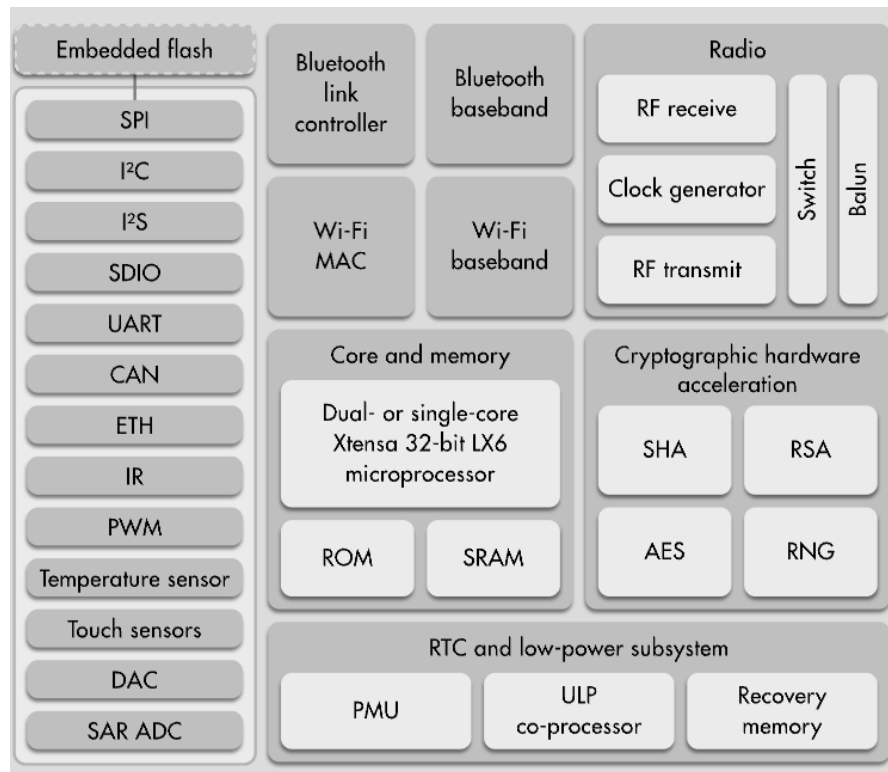 Embedded flash
SPI
I²C
I²S
SDIO
UART
CAN
ETH
IR
PWM
Temperature sensor
Touch sensors
DAC
SAR ADC
Bluetooth
link
controller
Bluetooth
baseband
Wi-Fi
MAC
Wi-Fi
baseband
Radio
RF receive
Clock generator
RF transmit
Switch
Balun
Core and memory
Dual- or single-core
Xtensa 32-bit LX6
microprocessor
ROM
SRAM
Cryptographic hardware
acceleration
SHA
RSA
AES
RNG
RTC and low-power subsystem
PMU
ULP
co-processor
Recovery
memory